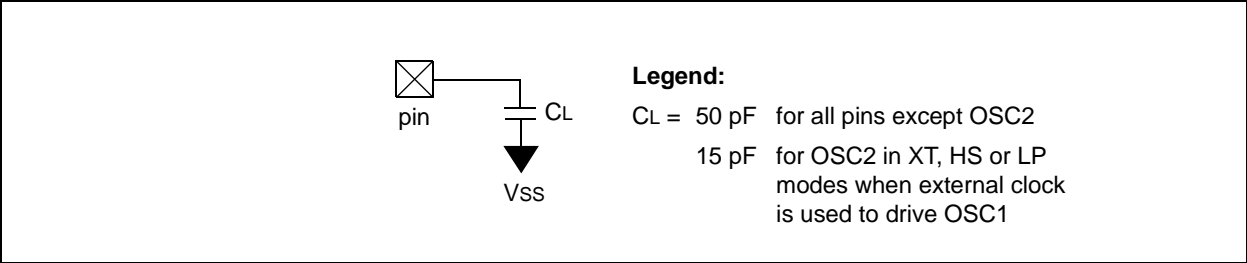 pin
CL
VSS
Legend:
CL = 50 pF for all pins except OSC2
15 pF for OSC2 in XT, HS or LP
modes when external clock
is used to drive OSC1